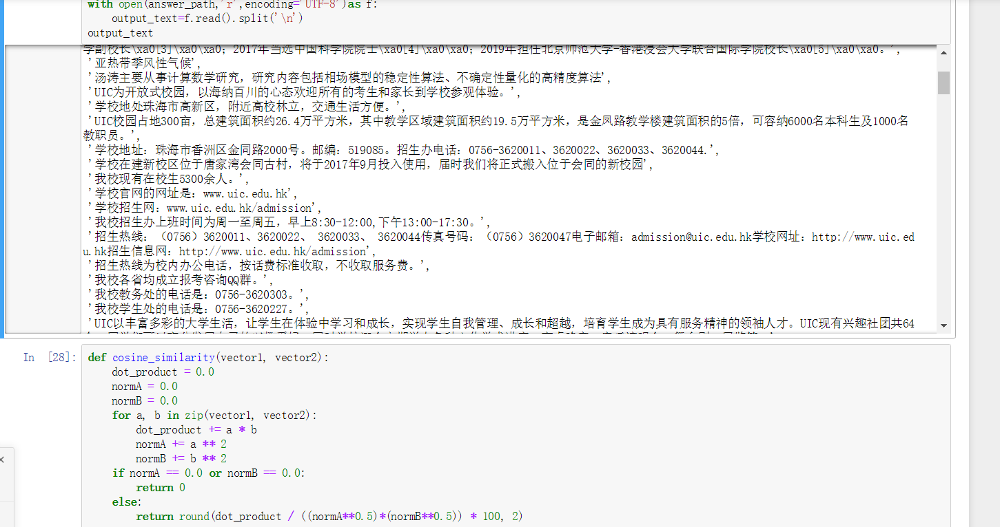 with open(answer_path,'r',encoding='UTF-8')as f:
    output_text=f.read().split('\n')
output_text
学副校长\xa0[3]\xa0\xa0；2017年当选中国科学院院士\xa0[4]\xa0\xa0；2019年担任北京师范大学-香港浸会大学联合国际学院校长\xa0[5]\xa0\xa0。',
'亚热带季风性气候',
'汤涛主要从事计算数学研究，研究内容包括相场模型的稳定性算法、不确定性量化的高精度算法',
'UIC为开放式校园，以海纳百川的心态欢迎所有的考生和家长到学校参观体验。',
'学校地处珠海市高新区，附近高校林立，交通生活方便。',
'UIC校园占地300亩，总建筑面积约26.4万平方米，其中教学区域建筑面积约19.5万平方米，是金凤路教学楼建筑面积的5倍，可容纳6000名本科生及1000名
教职员。',
'学校地址：珠海市香洲区金同路2000号。邮编：519085。招生办电话：0756-3620011、3620022、3620033、3620044.',
'学校在建新校区位于唐家湾会同古村，将于2017年9月投入使用，届时我们将正式搬入位于会同的新校园',
'我校现有在校生5300余人。',
'学校官网的网址是：www.uic.edu.hk',
'学校招生网：www.uic.edu.hk/admission',
'我校招生办上班时间为周一至周五，早上8:30-12:00,下午13:00-17:30。',
'招生热线：（0756）3620011、3620022、 3620033、 3620044传真号码：（0756）3620047电子邮箱：admission@uic.edu.hk学校网址：http://www.uic.ed
u.hk招生信息网：http://www.uic.edu.hk/admission',
'招生热线为校内办公电话，按话费标准收取，不收取服务费。',
'我校各省均成立报考咨询QQ群。',
'我校教务处的电话是：0756-3620303。',
'我校学生处的电话是：0756-3620227。',
'UIC以丰富多彩的大学生活，让学生在体验中学习和成长，实现学生自我管理、成长和超越，培育学生成为具有服务精神的领袖人才。UIC现有兴趣社团共64
In [28]:
def cosine_similarity(vector1, vector2):
    dot_product = 0.0
    normA = 0.0
    normB = 0.0
    for a, b in zip(vector1, vector2):
        dot_product += a * b
        normA += a ** 2
        normB += b ** 2
    if normA == 0.0 or normB == 0.0:
        return 0
    else:
        return round(dot_product / ((normA**0.5)*(normB**0.5)) * 100, 2)